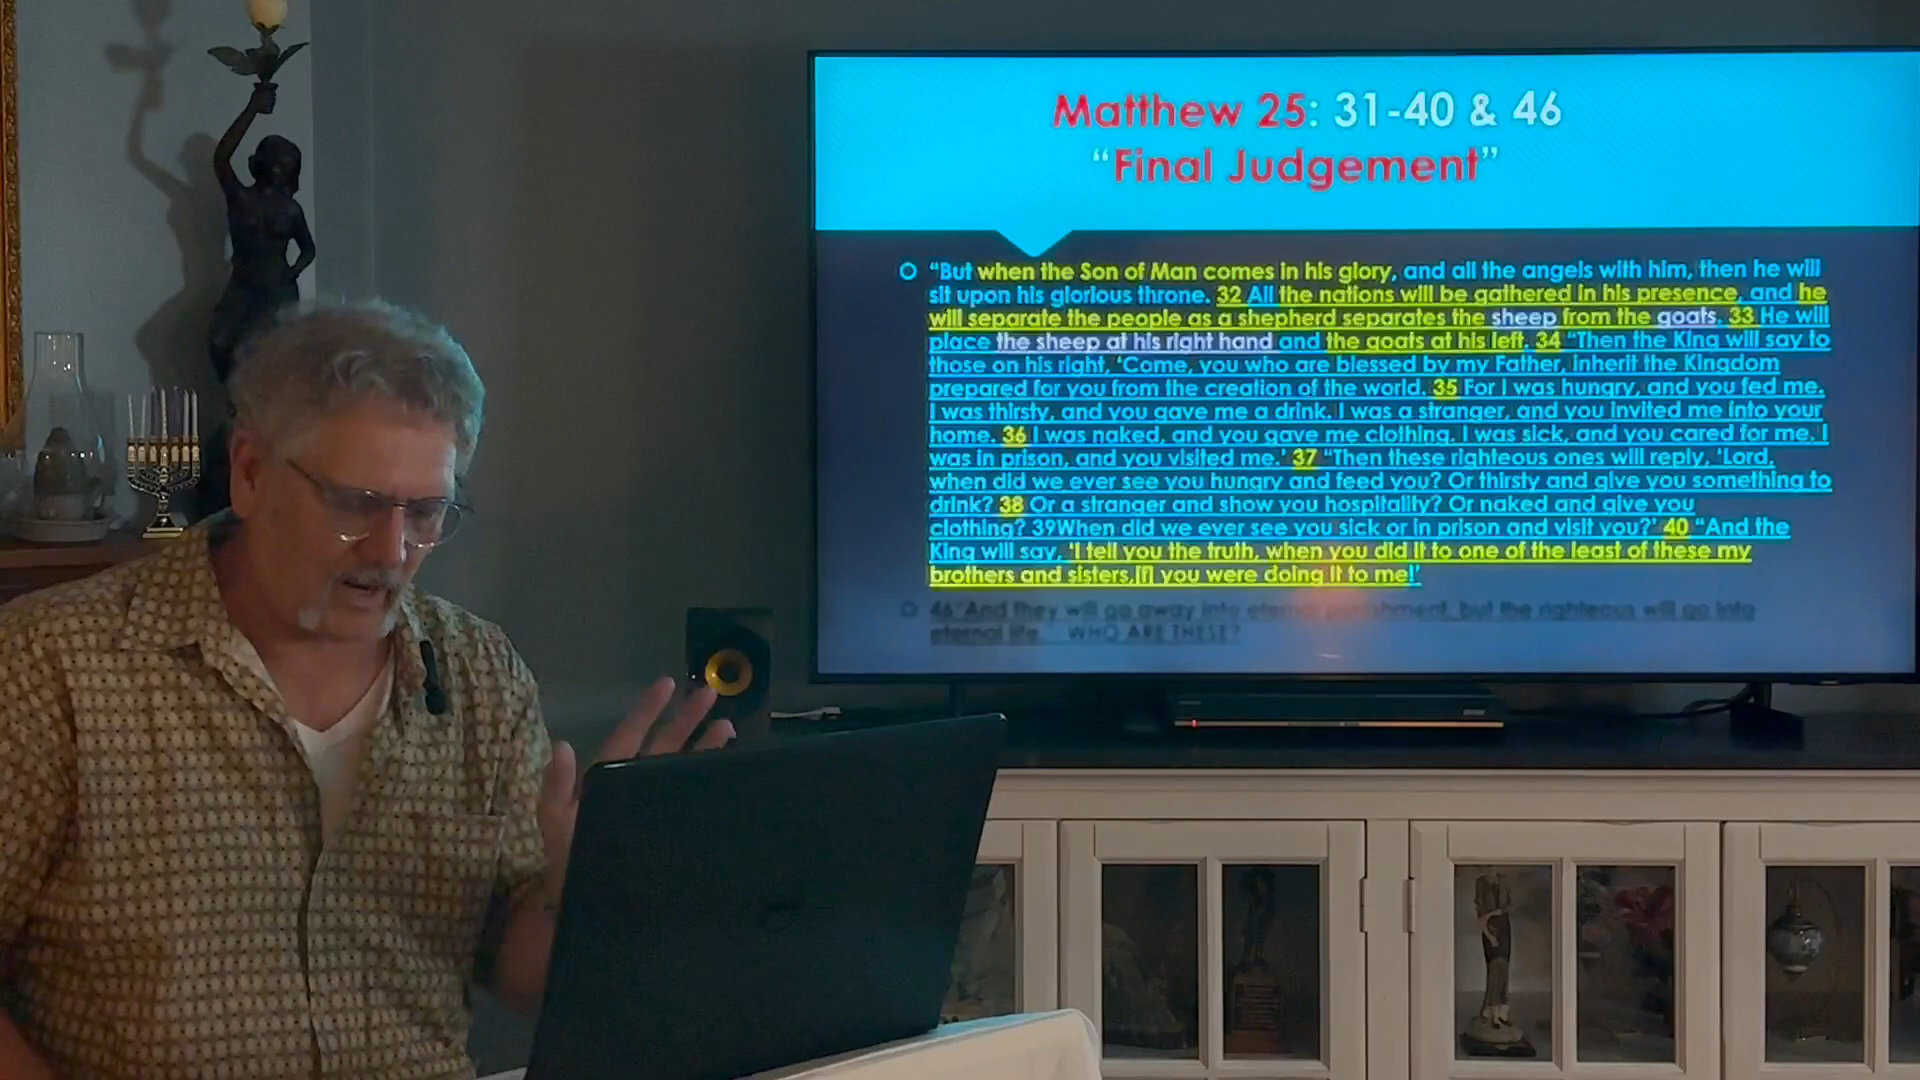 Matthew 25: 31-40 & 46
“Final Judgement”
“But when the Son of Man comes in his glory, and all the angels with him, then he will
sit upon his glorious throne. 32 All the nations will be gathered in his presence, and he
will separate the people as a shepherd separates the sheep from the goats. 33 He will
place the sheep at his right hand and the goats at his left. 34 “Then the King will say to
those on his right, ‘Come, you who are blessed by my Father, inherit the Kingdom
prepared for you from the creation of the world. 35 For I was hungry, and you fed me.
I was thirsty, and you gave me a drink. I was a stranger, and you invited me into your
home. 36 I was naked, and you gave me clothing. I was sick, and you cared for me. I
was in prison, and you visited me.’ 37 “Then these righteous ones will reply, ‘Lord,
when did we ever see you hungry and feed you? Or thirsty and give you something to
drink? 38 Or a stranger and show you hospitality? Or naked and give you
clothing? 39When did we ever see you sick or in prison and visit you?’ 40 “And the
King will say, ‘I tell you the truth, when you did it to one of the least of these my
brothers and sisters,[f] you were doing it to me!’
46“And they will go away into eternal punishment, but the righteous will go into
eternal life.” WHO ARE THESE?